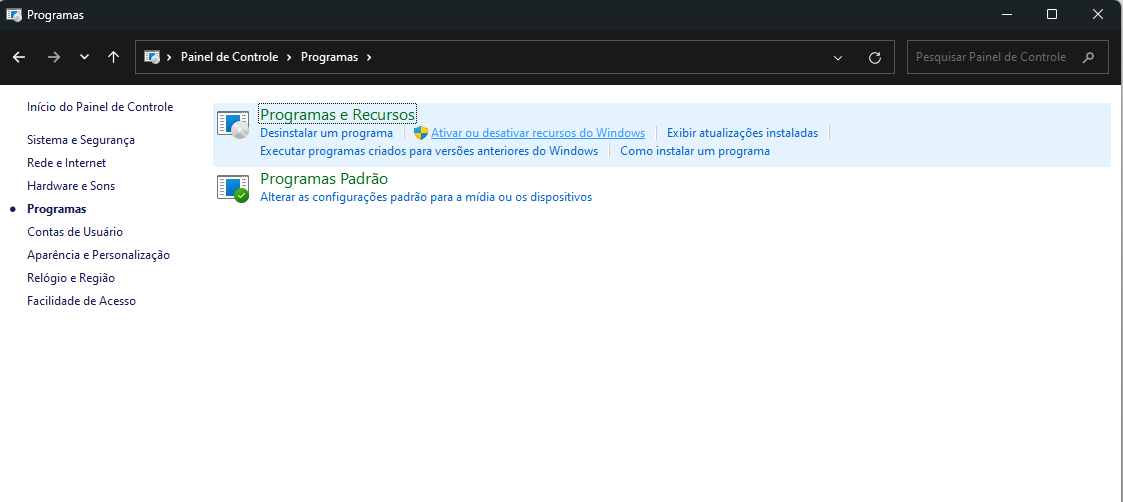 Programas
Painel de Controle Programas
Pesquisar Painel de Controle
Início do Painel de Controle
Sistema e Segurança
Rede e Internet
Hardware e Sons
Programas
Contas de Usuário
Aparência e Personalização
Relógio e Região
Facilidade de Acesso
Programas e Recursos
Desinstalar um programa Ativar ou desativar recursos do Windows Exibir atualizações instaladas
Executar programas criados para versões anteriores do Windows Como instalar um programa
Programas Padrão
Alterar as configurações padrão para a mídia ou os dispositivos